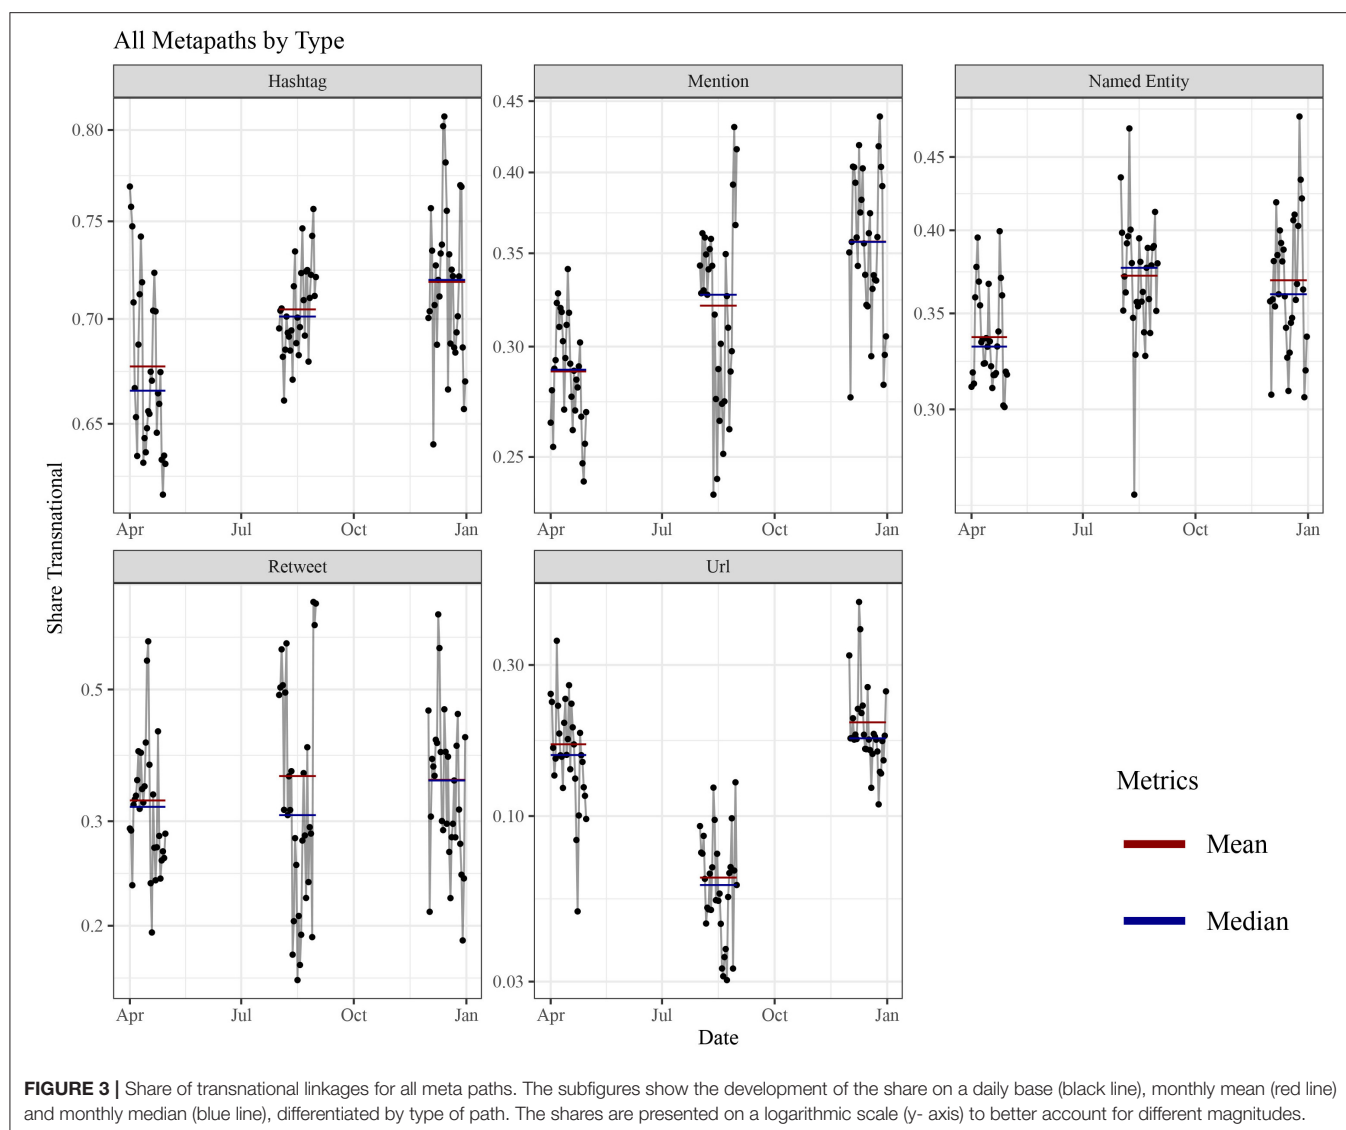 All Metapaths by Type
Hashtag
Mention
Named Entity
0.80
0.75
0.70
0.65
0.45
0.40
0.35
0.30
0.25
0.45
0.40
0.35
0.30
Apr Jul Oct Jan
Apr Jul Oct Jan
Apr Jul Oct Jan
Share Transnational
Retweet
Url
0.5
0.3
0.2
0.30
0.10
0.03
Apr Jul Oct Jan
Apr Jul Oct Jan
Date
Metrics
Mean
Median
FIGURE 3 | Share of transnational linkages for all meta paths. The subfigures show the development of the share on a daily base (black line), monthly mean (red line)
and monthly median (blue line), differentiated by type of path. The shares are presented on a logarithmic scale (y- axis) to better account for different magnitudes.